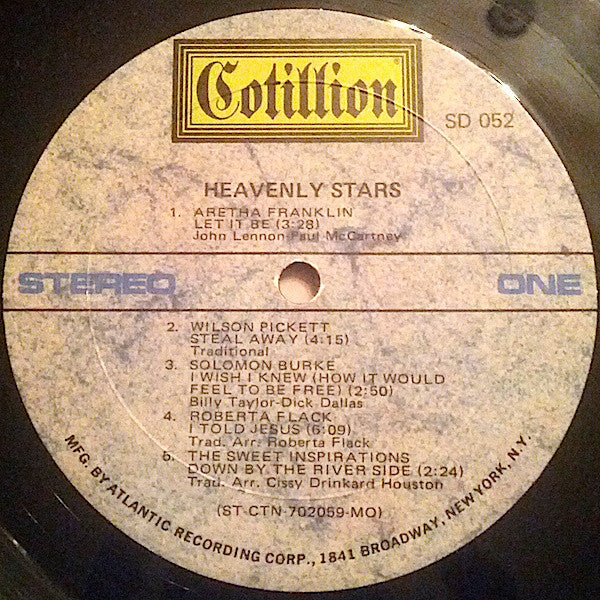 Cotillion
SD 052
HEAVENLY STARS
1. ARETHA FRANKLIN
LET IT BE (3:28)
John Lennon-Paul McCartney
STEREO ONE
2. WILSON PICKETT
STEAL AWAY (4:15)
Traditional
3. SOLOMON BURKE
I WISH I KNEW (HOW IT WOULD
FEEL TO BE FREE) (2:50)
Billy Taylor-Dick Dallas
4. ROBERTA FLACK
I TOLD JESUS (6:09)
Trad. Arr. Roberta Flack
5. THE SWEET INSPIRATIONS
DOWN BY THE RIVER SIDE (2:24)
Trad. Arr. Cissy Drinkard Houston
(ST-CTN-702059-MO)
MFG. BY ATLANTIC RECORDING CORP., 1841 BROADWAY, NEW YORK, N.Y.